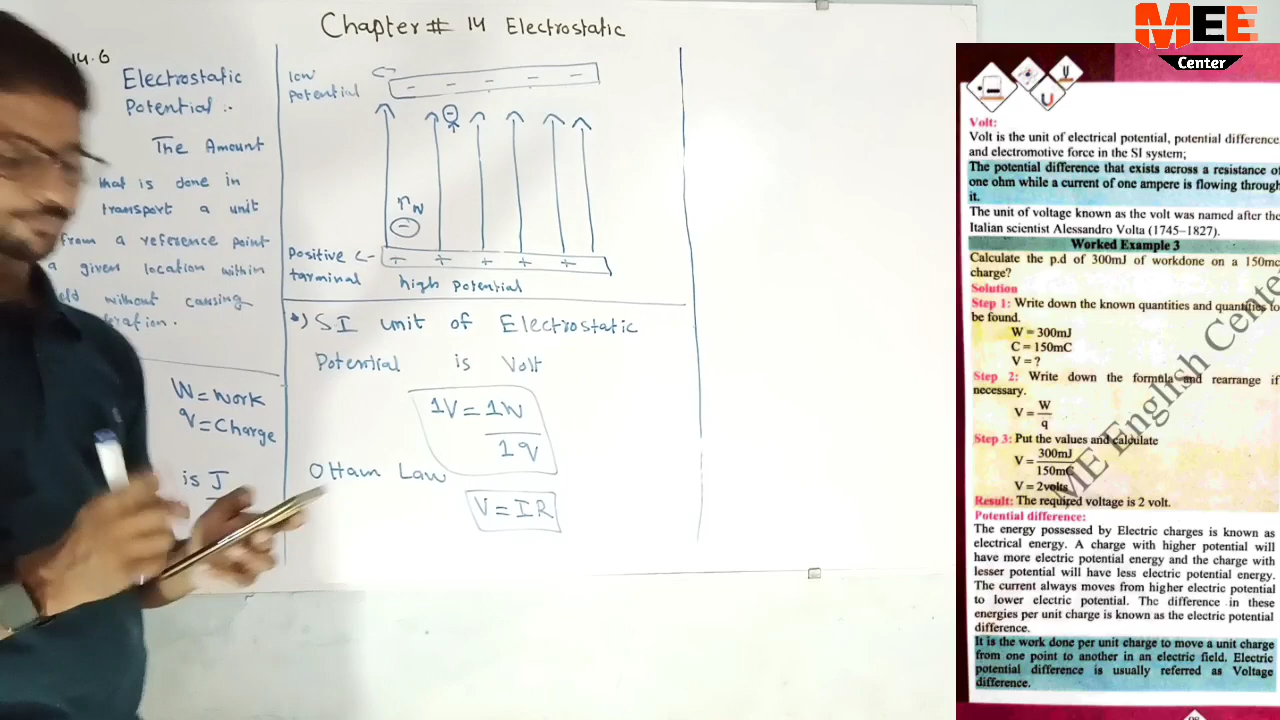 Chapter # 14 Electrostatic
14.6
Electrostatic
Potential :-
The Amount
that is done in
transport a unit
from a reference point
a given location within
without causing
W = Work
q = Charge
is J
low
potential
Positive
terminal
high potential
SI unit of Electrostatic
Potential is Volt
1V = 1W
1q
Law
V = IR
MEE
Center
Volt:
Volt is the unit of electrical potential, potential difference
and electromotive force in the SI system;
The potential difference that exists across a resistance of
one ohm while a current of one ampere is flowing through
it.
The unit of voltage known as the volt was named after the
Italian scientist Alessandro Volta (1745–1827).
Worked Example 3
Calculate the p.d of 300mJ of workdone on a 150mc
charge?
Solution
Step 1: Write down the known quantities and quantities to
be found.
W = 300mJ
C = 150mC
V = ?
Step 2: Write down the formula and rearrange if
necessary.
V = W
q
Step 3: Put the values and calculate
V = 300mJ
150mC
V = 2volts
Result: The required voltage is 2 volt.
Potential difference:
The energy possessed by Electric charges is known as
electrical energy. A charge with higher potential will
have more electric potential energy and the charge with
lesser potential will have less electric potential energy.
The current always moves from higher electric potential
to lower electric potential. The difference in these
energies per unit charge is known as the electric potential
difference.
It is the work done per unit charge to move a unit charge
from one point to another in an electric field. Electric
potential difference is usually referred as Voltage
difference.
ME English Center